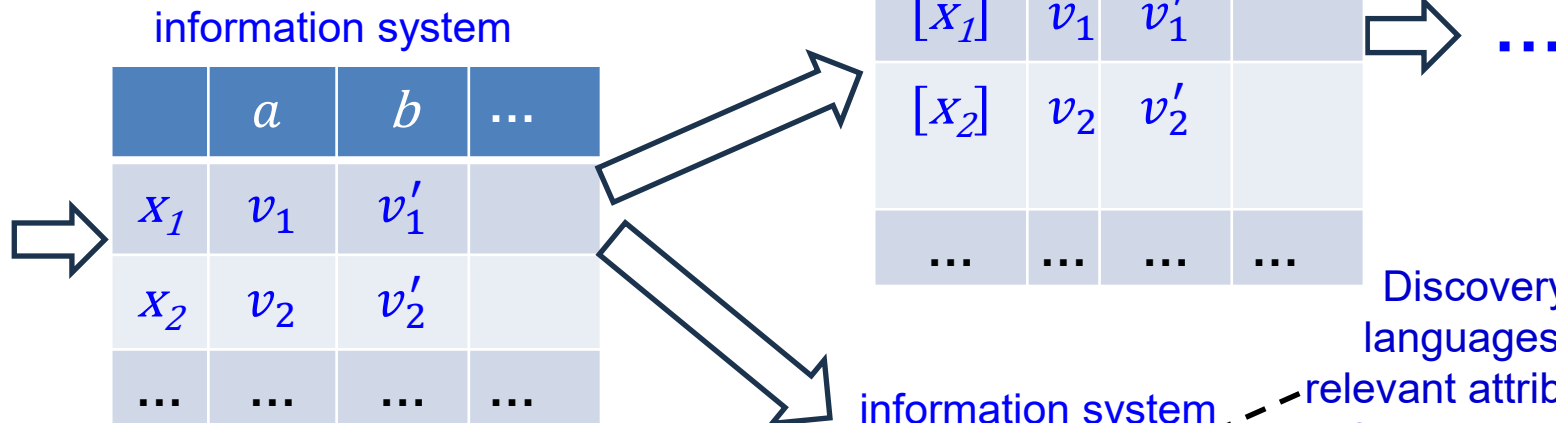 information system
a b ...
x₁ v₁ v₁′
x₂ v₂ v₂′
... ... ... ...
[x₁] v₁ v₁′
[x₂] v₂ v₂′
... ... ... ...
...
Discovery
languages
relevant attrib
information system